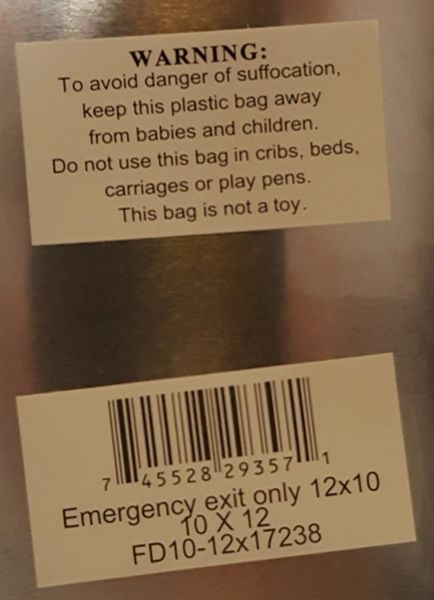 WARNING:
To avoid danger of suffocation,
keep this plastic bag away
from babies and children.
Do not use this bag in cribs, beds,
carriages or play pens.
This bag is not a toy.
7 45528 29357 1
Emergency exit only 12x10
10 X 12
FD10-12x17238